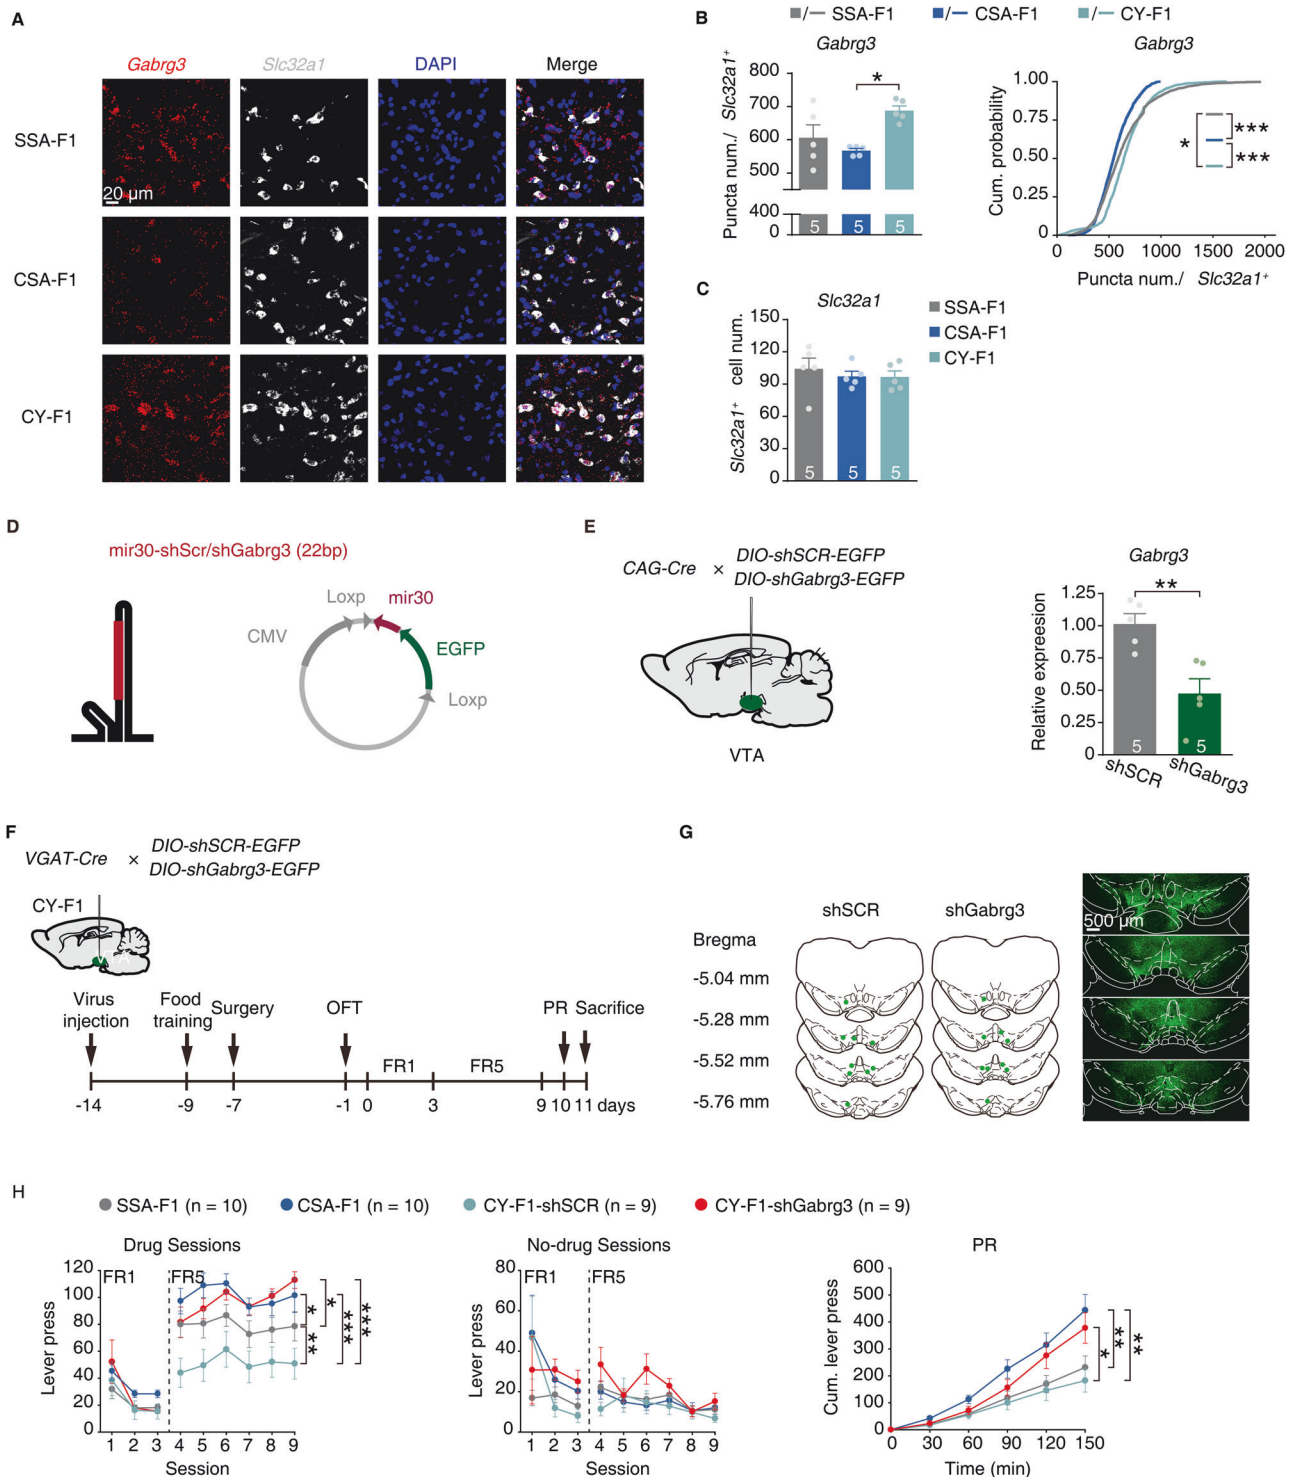 A
Gabrg3
Slc32a1
DAPI
Merge
SSA-F1
20 µm
CSA-F1
CY-F1
B
/ SSA-F1
/ CSA-F1
/ CY-F1
Gabrg3
Puncta num./ Slc32a1+
800
700
600
500
400
0
*
5
5
5
Gabrg3
Cum. probability
1.00
0.75
0.50
0.25
0
0
500
1000
1500
2000
*
***
***
Puncta num./ Slc32a1+
C
Slc32a1
SSA-F1
CSA-F1
CY-F1
Slc32a1+ cell num.
150
120
90
60
30
0
5
5
5
D
mir30-shScr/shGabrg3 (22bp)
CMV
Loxp
mir30
EGFP
Loxp
E
CAG-Cre × DIO-shSCR-EGFP
DIO-shGabrg3-EGFP
VTA
Gabrg3
Relative expreesion
1.25
1.00
0.75
0.50
0.25
0
**
5
5
shSCR
shGabrg3
F
VGAT-Cre × DIO-shSCR-EGFP
DIO-shGabrg3-EGFP
CY-F1
VTA
Virus injection
Food training
Surgery
OFT
PR
Sacrifice
FR1
FR5
-14
-9
-7
-1
0
3
9
10
11 days
G
shSCR
shGabrg3
Bregma
-5.04 mm
-5.28 mm
-5.52 mm
-5.76 mm
500 µm
H
SSA-F1 (n = 10)
CSA-F1 (n = 10)
CY-F1-shSCR (n = 9)
CY-F1-shGabrg3 (n = 9)
Drug Sessions
FR1
FR5
Lever press
120
100
80
60
40
20
0
1 2 3 4 5 6 7 8 9
Session
*
**
*
***
***
No-drug Sessions
FR1
FR5
Lever press
80
60
40
20
0
1 2 3 4 5 6 7 8 9
Session
PR
Cum. lever press
600
500
400
300
200
100
0
0 30 60 90 120 150
Time (min)
*
**
**